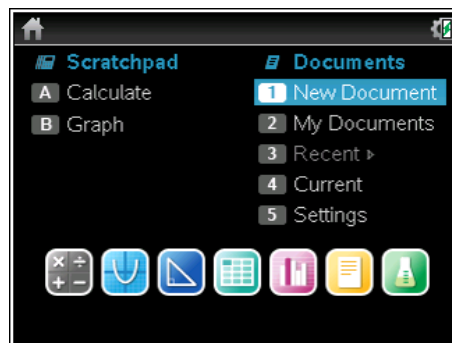 Scratchpad
A Calculate
B Graph
Documents
1 New Document
2 My Documents
3 Recent ▸
4 Current
5 Settings